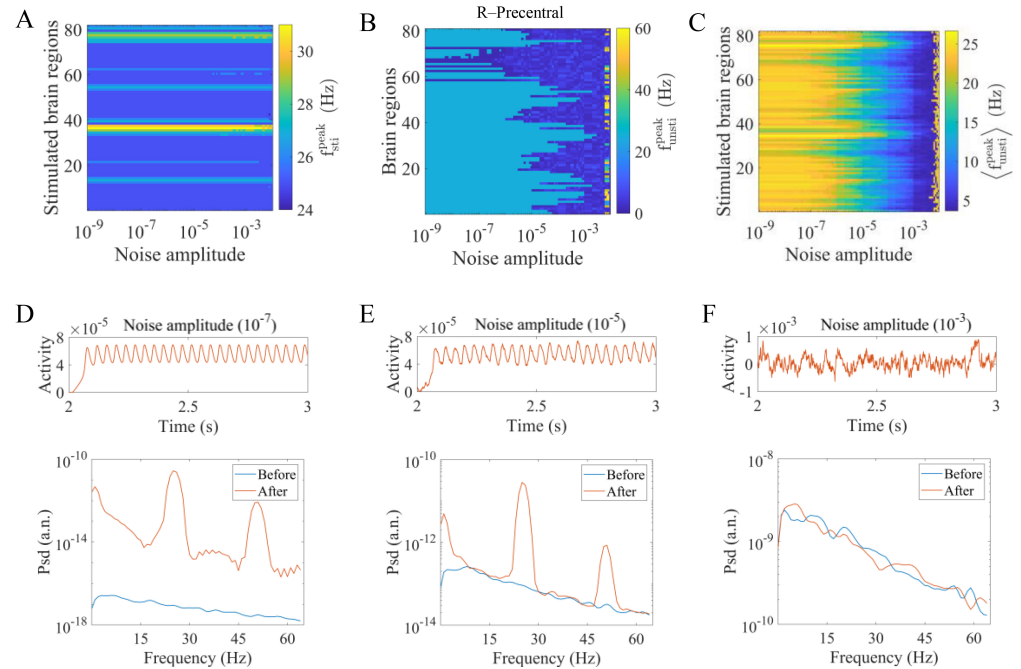 A
Stimulated brain regions
80
60
40
20
10^-9
10^-7
10^-5
10^-3
Noise amplitude
30
28
26
24
f_sti^peak (Hz)
B
R–Precentral
Brain regions
80
60
40
20
10^-9
10^-7
10^-5
10^-3
Noise amplitude
60
40
20
0
f_unsti^peak (Hz)
C
Stimulated brain regions
80
60
40
20
10^-9
10^-7
10^-5
10^-3
Noise amplitude
25
20
15
10
5
⟨f_unsti^peak⟩ (Hz)
D
×10^-5
Noise amplitude (10^-7)
Activity
8
4
0
2
2.5
3
Time (s)
10^-10
10^-14
10^-18
Psd (a.n.)
Before
After
15
30
45
60
Frequency (Hz)
E
×10^-5
Noise amplitude (10^-5)
Activity
8
4
0
2
2.5
3
Time (s)
10^-10
10^-12
10^-14
Psd (a.n.)
Before
After
15
30
45
60
Frequency (Hz)
F
×10^-3
Noise amplitude (10^-3)
Activity
1
0
-1
2
2.5
3
Time (s)
10^-8
10^-9
10^-10
Psd (a.n.)
Before
After
15
30
45
60
Frequency (Hz)